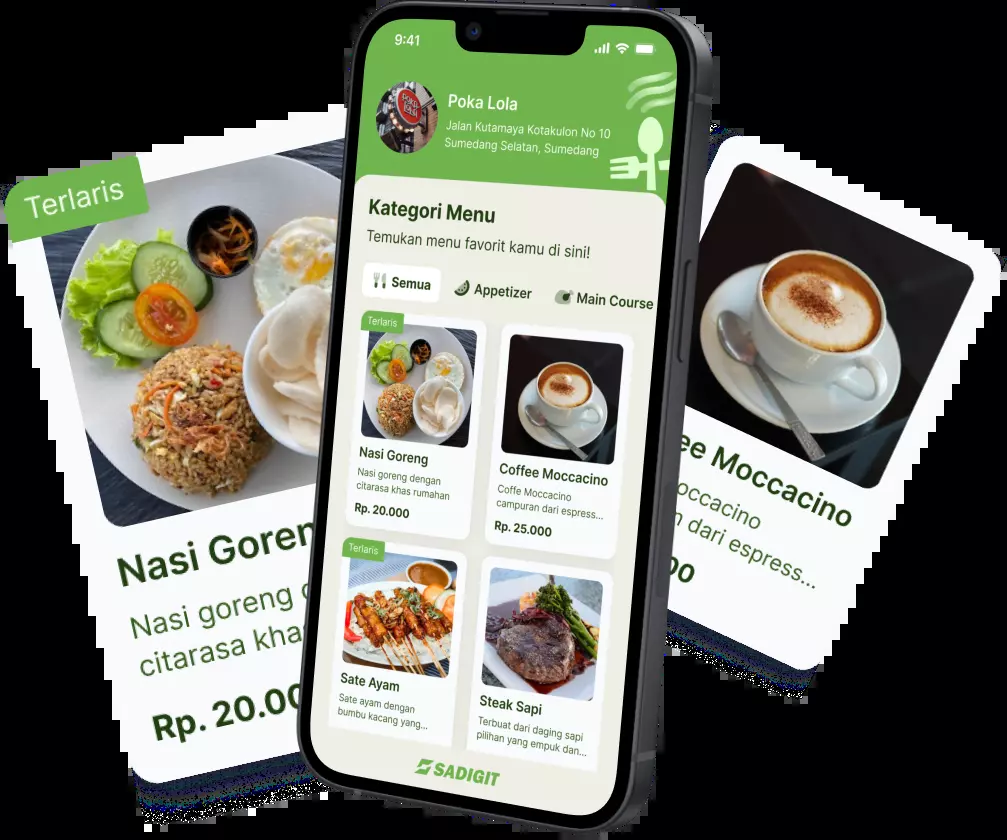 Terlaris
Nasi Goren
Nasi goreng
citarasa kha
Rp. 20.00
9:41
Poka Lola
Jalan Kutamaya Kotakulon No 10
Sumedang Selatan, Sumedang
Kategori Menu
Temukan menu favorit kamu di sini!
Semua
Appetizer
Main Course
Terlaris
Nasi Goreng
Nasi goreng dengan
citarasa khas rumahan
Rp. 20.000
Coffee Moccacino
Coffe Moccacino
campuran dari espress...
Rp. 25.000
Terlaris
Sate Ayam
Sate ayam dengan
bumbu kacang yang...
Steak Sapi
Terbuat dari daging sapi
pilihan yang empuk dan...
SADIGIT
ee Moccacino
occacino
n dari espress...
00